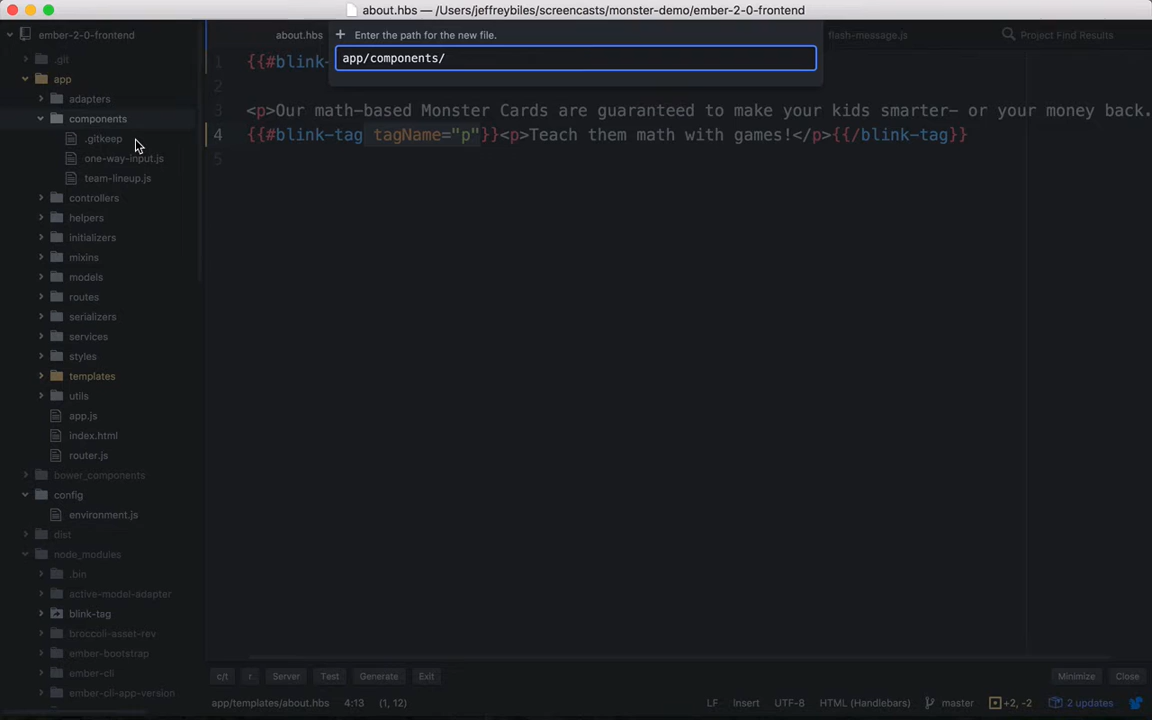 about.hbs — /Users/jeffreybiles/screencasts/monster-demo/ember-2-0-frontend
ember-2-0-frontend
about.hbs
Enter the path for the new file.
flash-message.js
Project Find Results
app/components/
.git
app
adapters
components
.gitkeep
one-way-input.js
team-lineup.js
controllers
helpers
initializers
mixins
models
routes
serializers
services
styles
templates
utils
app.js
index.html
router.js
bower_components
config
environment.js
dist
node_modules
.bin
active-model-adapter
blink-tag
broccoli-asset-rev
ember-bootstrap
ember-cli
ember-cli-app-version
1 {{#blink-
2
3 <p>Our math-based Monster Cards are guaranteed to make your kids smarter- or your money back.
4 {{#blink-tag tagName="p"}}<p>Teach them math with games!</p>{{/blink-tag}}
5
c/t r. Server Test Generate Exit Minimize Close
app/templates/about.hbs 4:13 (1, 12) LF Insert UTF-8 HTML (Handlebars) master +2, -2 2 updates